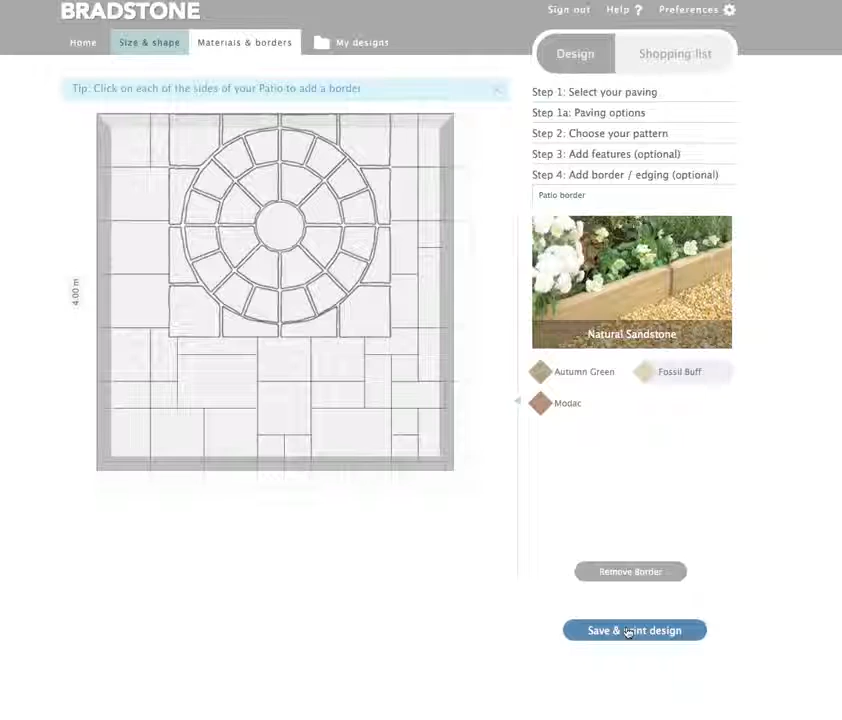 BRADSTONE
Sign out Help ? Preferences
Home Size & shape Materials & borders My designs
Design Shopping list
Tip: Click on each of the sides of your Patio to add a border
Step 1: Select your paving
Step 1a: Paving options
Step 2: Choose your pattern
Step 3: Add features (optional)
Step 4: Add border / edging (optional)
Patio border
4.00 m
Natural Sandstone
Autumn Green Fossil Buff
Modac
Remove Border
Save & print design